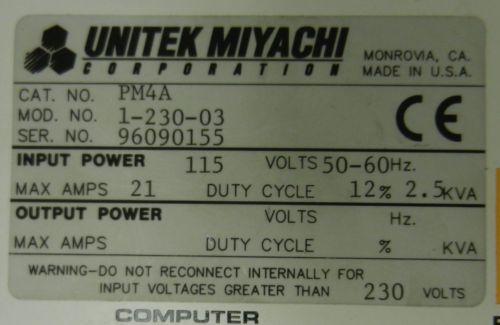 UNITEK MIYACHI
CORPORATION
MONROVIA, CA.
MADE IN U.S.A.
CAT. NO. PM4A
MOD. NO. 1-230-03
SER. NO. 96090155
CE
INPUT POWER 115 VOLTS 50-60Hz.
MAX AMPS 21 DUTY CYCLE 12% 2.5KVA
OUTPUT POWER VOLTS Hz.
MAX AMPS DUTY CYCLE % KVA
WARNING-DO NOT RECONNECT INTERNALLY FOR
INPUT VOLTAGES GREATER THAN 230 VOLTS
COMPUTER